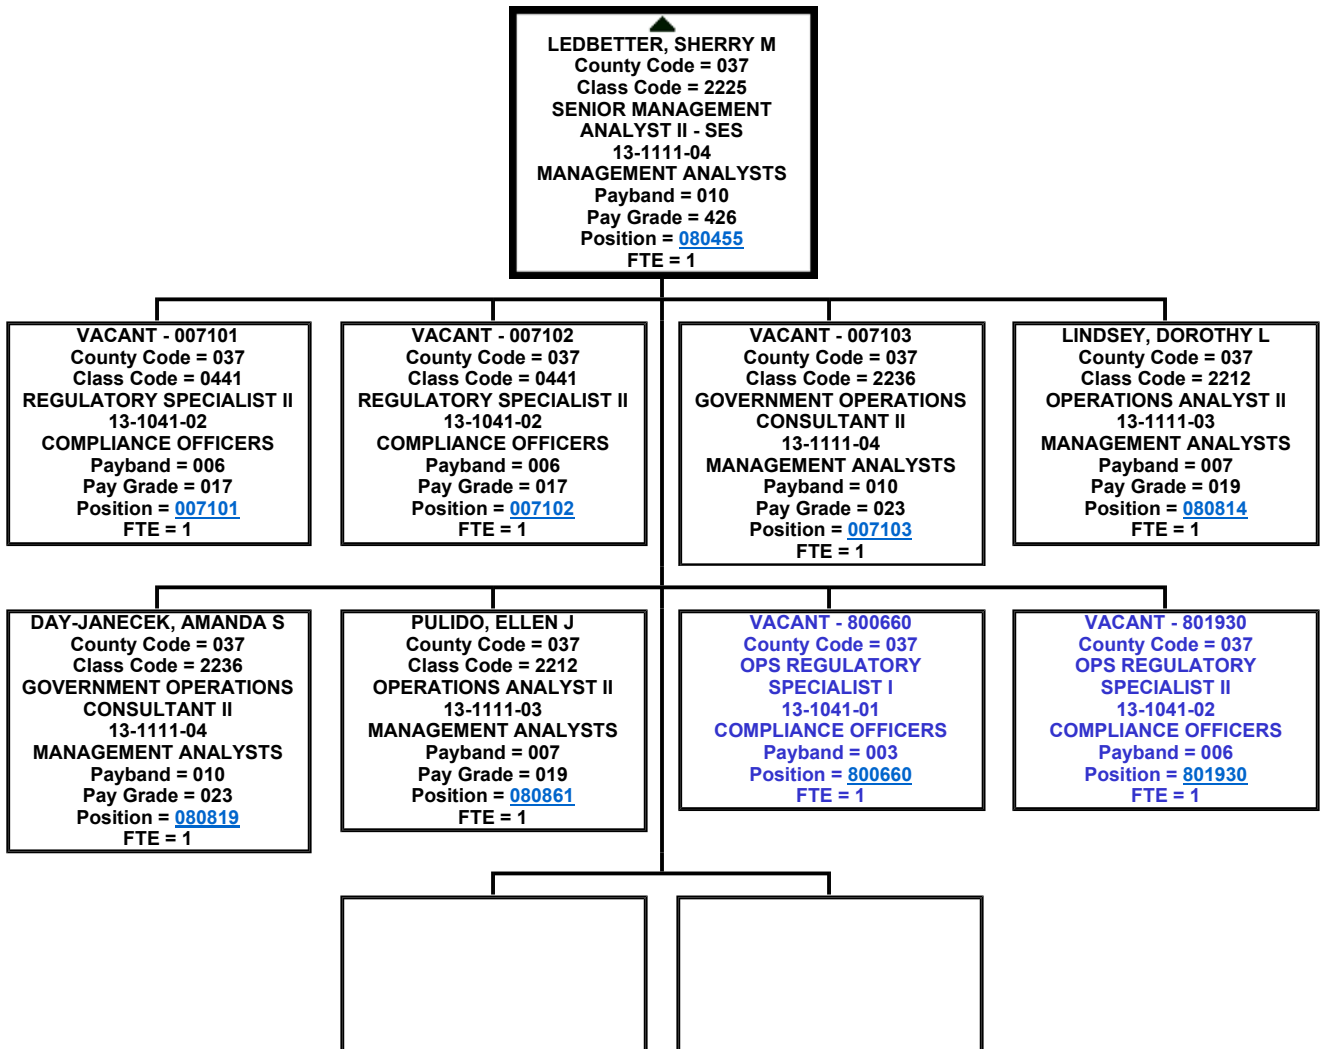 LEDBETTER, SHERRY M
County Code = 037
Class Code = 2225
SENIOR MANAGEMENT
ANALYST II - SES
13-1111-04
MANAGEMENT ANALYSTS
Payband = 010
Pay Grade = 426
Position = 080455
FTE = 1
VACANT - 007101
County Code = 037
Class Code = 0441
REGULATORY SPECIALIST II
13-1041-02
COMPLIANCE OFFICERS
Payband = 006
Pay Grade = 017
Position = 007101
FTE = 1
VACANT - 007102
County Code = 037
Class Code = 0441
REGULATORY SPECIALIST II
13-1041-02
COMPLIANCE OFFICERS
Payband = 006
Pay Grade = 017
Position = 007102
FTE = 1
VACANT - 007103
County Code = 037
Class Code = 2236
GOVERNMENT OPERATIONS
CONSULTANT II
13-1111-04
MANAGEMENT ANALYSTS
Payband = 010
Pay Grade = 023
Position = 007103
FTE = 1
LINDSEY, DOROTHY L
County Code = 037
Class Code = 2212
OPERATIONS ANALYST II
13-1111-03
MANAGEMENT ANALYSTS
Payband = 007
Pay Grade = 019
Position = 080814
FTE = 1
DAY-JANECEK, AMANDA S
County Code = 037
Class Code = 2236
GOVERNMENT OPERATIONS
CONSULTANT II
13-1111-04
MANAGEMENT ANALYSTS
Payband = 010
Pay Grade = 023
Position = 080819
FTE = 1
PULIDO, ELLEN J
County Code = 037
Class Code = 2212
OPERATIONS ANALYST II
13-1111-03
MANAGEMENT ANALYSTS
Payband = 007
Pay Grade = 019
Position = 080861
FTE = 1
VACANT - 800660
County Code = 037
OPS REGULATORY
SPECIALIST I
13-1041-01
COMPLIANCE OFFICERS
Payband = 003
Position = 800660
FTE = 1
VACANT - 801930
County Code = 037
OPS REGULATORY
SPECIALIST II
13-1041-02
COMPLIANCE OFFICERS
Payband = 006
Position = 801930
FTE = 1